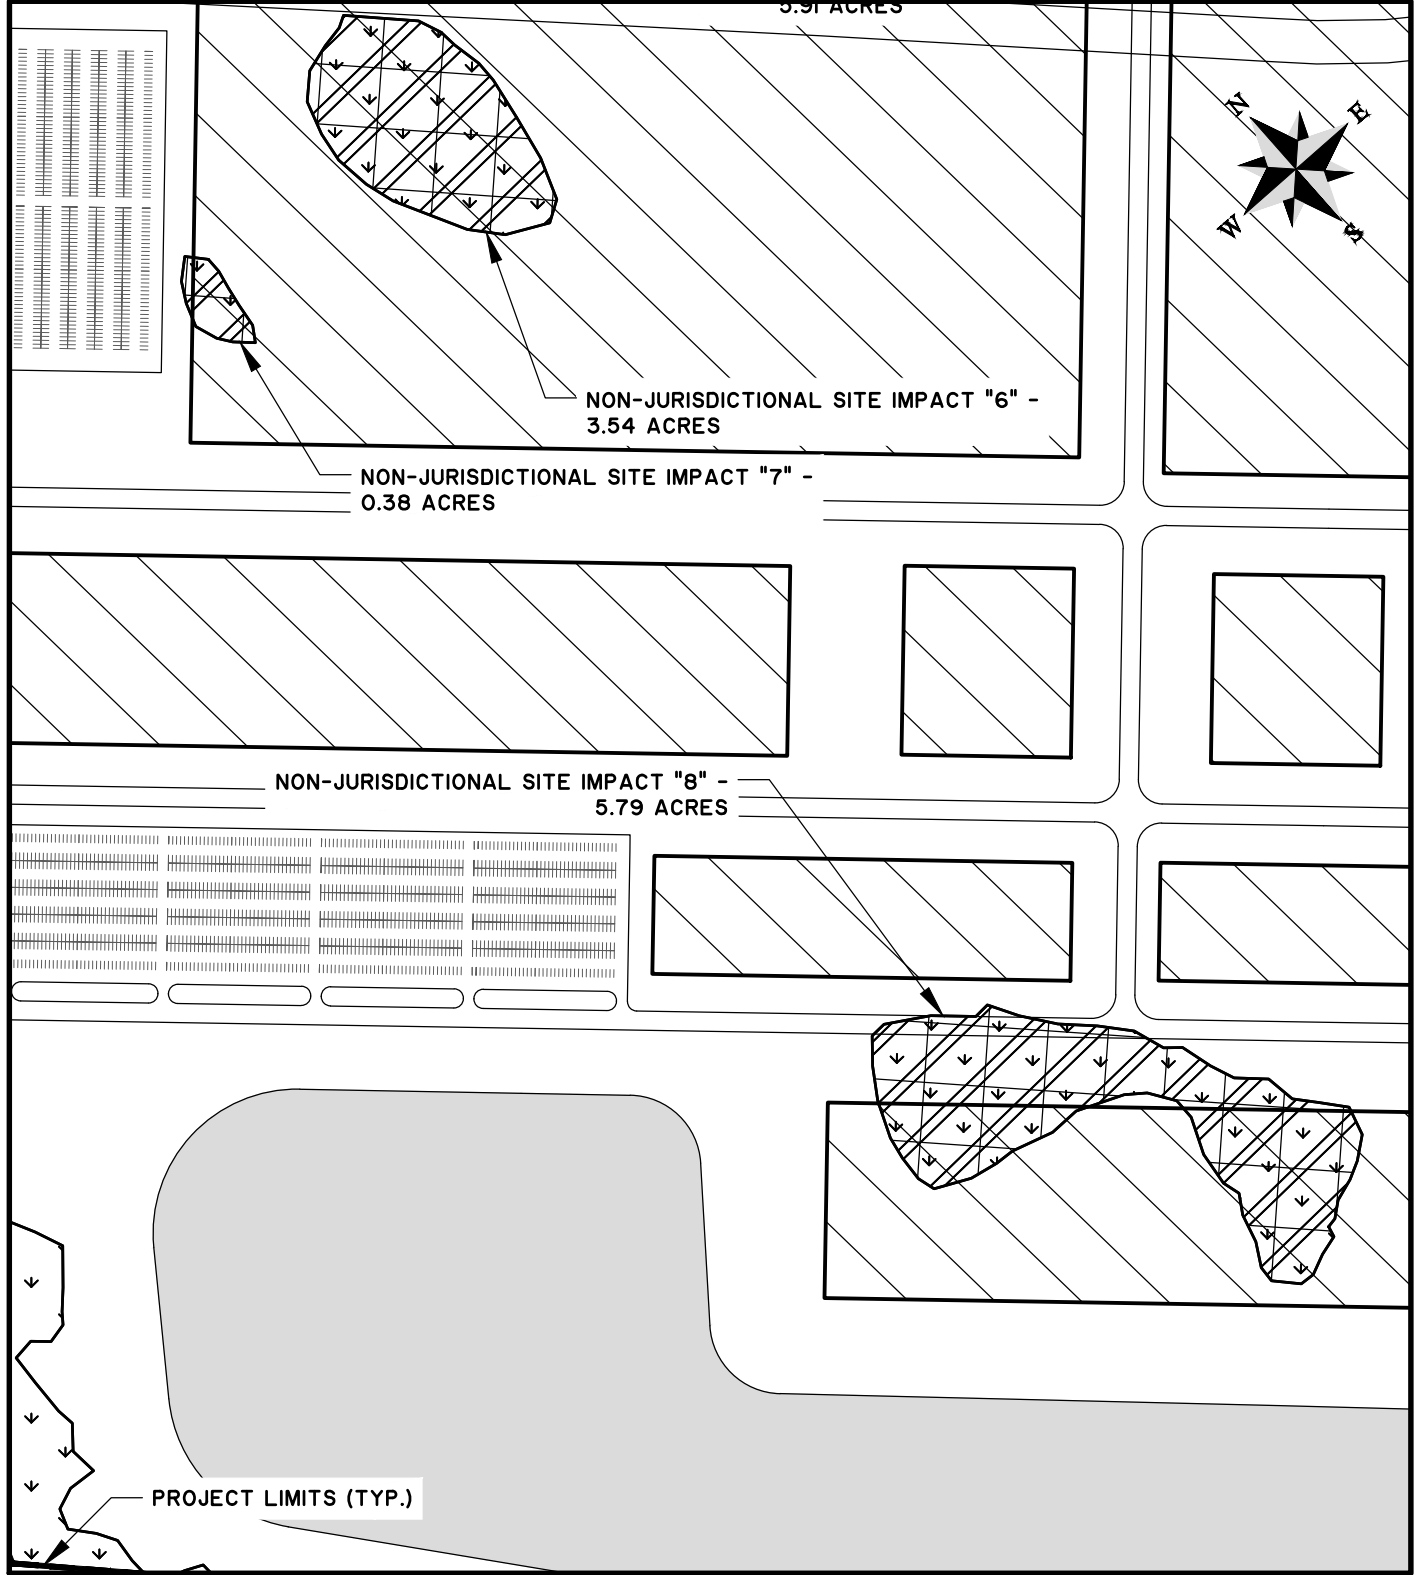 5.91 ACRES
N
E
W
S
NON-JURISDICTIONAL SITE IMPACT "6" -
3.54 ACRES
NON-JURISDICTIONAL SITE IMPACT "7" -
0.38 ACRES
NON-JURISDICTIONAL SITE IMPACT "8" -
5.79 ACRES
PROJECT LIMITS (TYP.)